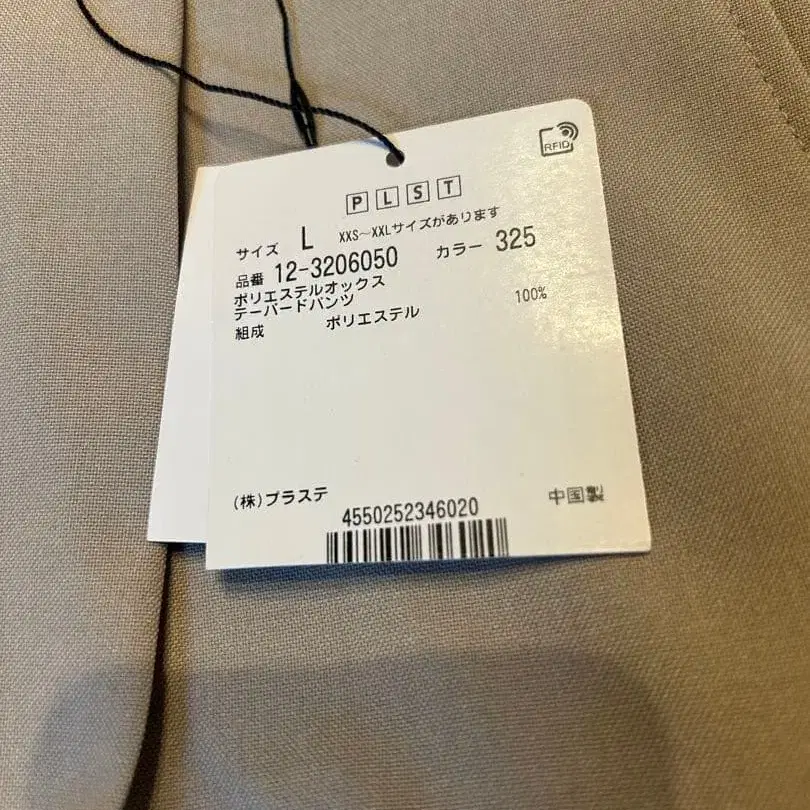 RFID
PLST
サイズ L XXS～XXLサイズがあります
品番 12-3206050 カラー 325
ポリエステルオックス
テーパードパンツ
組成 ポリエステル 100%
(株)プラステ 中国製
4550252346020